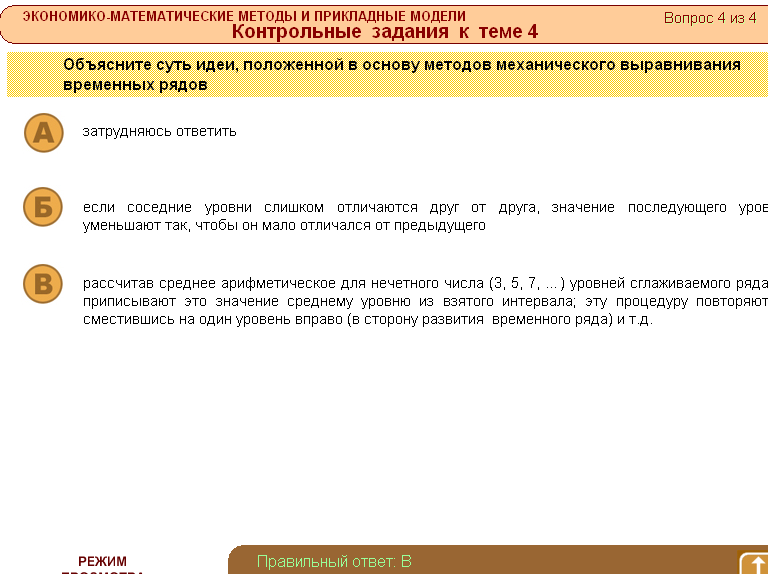 ЭКОНОМИКО-МАТЕМАТИЧЕСКИЕ МЕТОДЫ И ПРИКЛАДНЫЕ МОДЕЛИ
Вопрос 4 из 4
Контрольные задания к теме 4
Объясните суть идеи, положенной в основу методов механического выравнивания
временных рядов
А
затрудняюсь ответить
Б
если соседние уровни слишком отличаются друг от друга, значение последующего уров
уменьшают так, чтобы он мало отличался от предыдущего
В
рассчитав среднее арифметическое для нечетного числа (3, 5, 7, ...) уровней сглаживаемого ряда
приписывают это значение среднему уровню из взятого интервала; эту процедуру повторяют
сместившись на один уровень вправо (в сторону развития временного ряда) и т.д.
РЕЖИМ
Правильный ответ: В